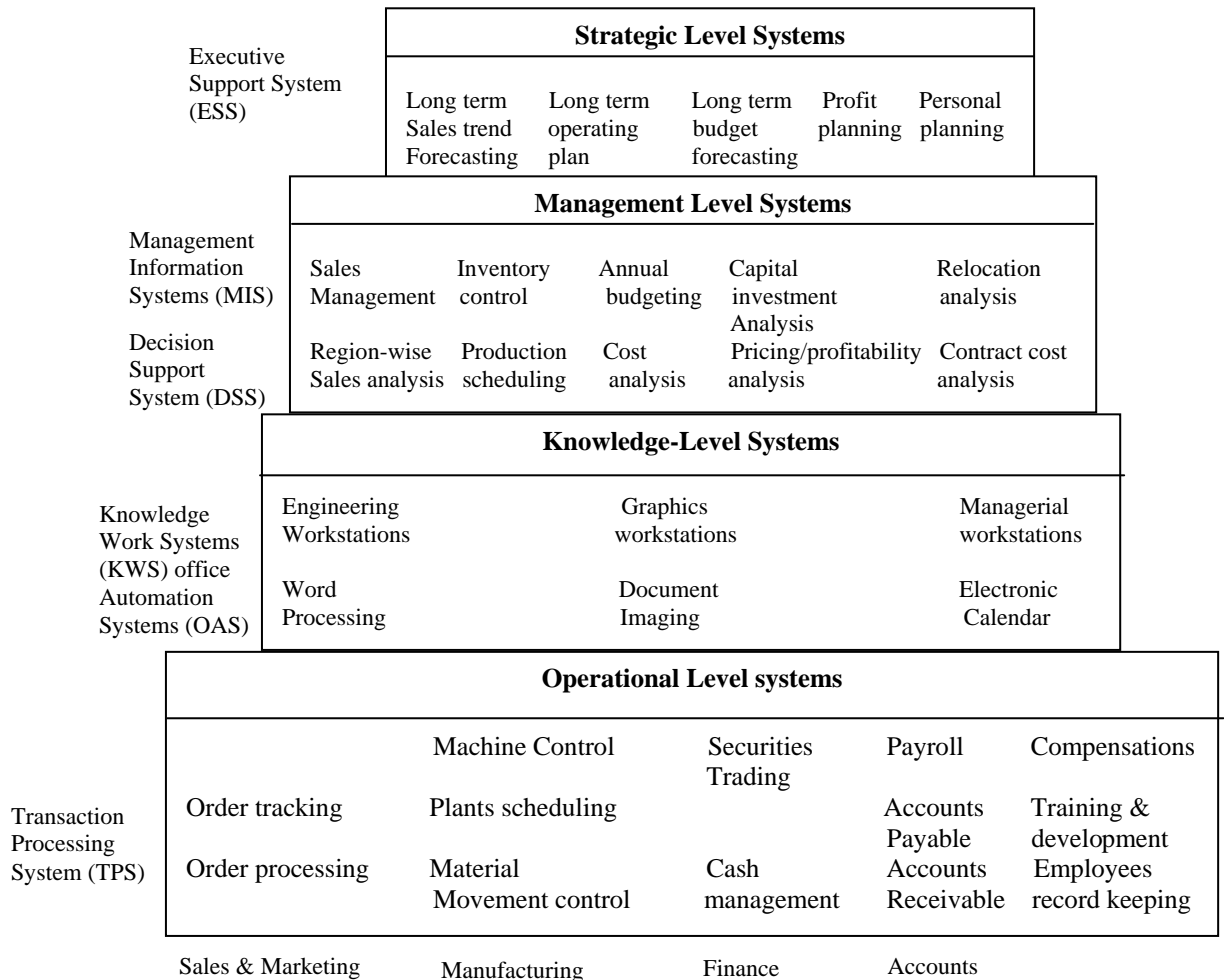 Strategic Level Systems
Executive
Support System
(ESS)
Long term Long term Long term Profit Personal
Sales trend operating budget planning planning
Forecasting plan forecasting
Management Level Systems
Management
Information
Systems (MIS)
Sales Inventory Annual Capital Relocation
Management control budgeting investment analysis
Analysis
Decision
Support
System (DSS)
Region-wise Production Cost Pricing/profitability Contract cost
Sales analysis scheduling analysis analysis analysis
Knowledge-Level Systems
Knowledge
Work Systems
(KWS) office
Automation
Systems (OAS)
Engineering Graphics Managerial
Workstations workstations workstations
Word Document Electronic
Processing Imaging Calendar
Operational Level systems
Transaction
Processing
System (TPS)
Machine Control Securities Payroll Compensations
Trading
Order tracking Plants scheduling Accounts Training &
Payable development
Order processing Material Cash Accounts Employees
Movement control management Receivable record keeping
Sales & Marketing Manufacturing Finance Accounts